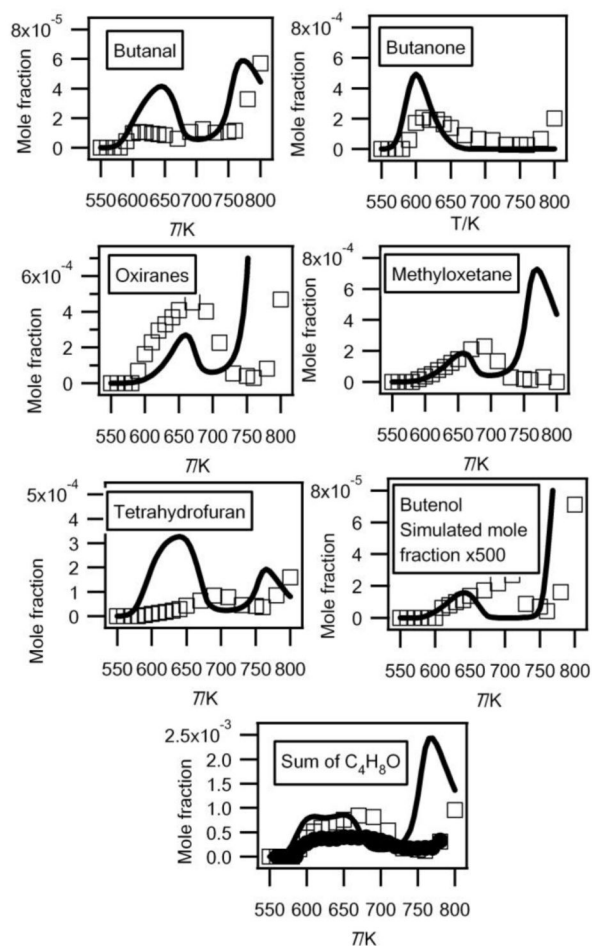 8x10⁻⁵
6
4
2
0
Mole fraction
Butanal
550 600 650 700 750 800
T/K
8x10⁻⁴
6
4
2
0
Mole fraction
Butanone
550 600 650 700 750 800
T/K
6x10⁻⁴
4
2
0
Mole fraction
Oxiranes
550 600 650 700 750 800
T/K
8x10⁻⁴
6
4
2
0
Mole fraction
Methyloxetane
550 600 650 700 750 800
T/K
5x10⁻⁴
4
3
2
1
0
Mole fraction
Tetrahydrofuran
550 600 650 700 750 800
T/K
8x10⁻⁵
6
4
2
0
Mole fraction
Butenol
Simulated mole
fraction x500
550 600 650 700 750 800
T/K
2.5x10⁻³
2.0
1.5
1.0
0.5
0.0
Mole fraction
Sum of C₄H₈O
550 600 650 700 750 800
T/K